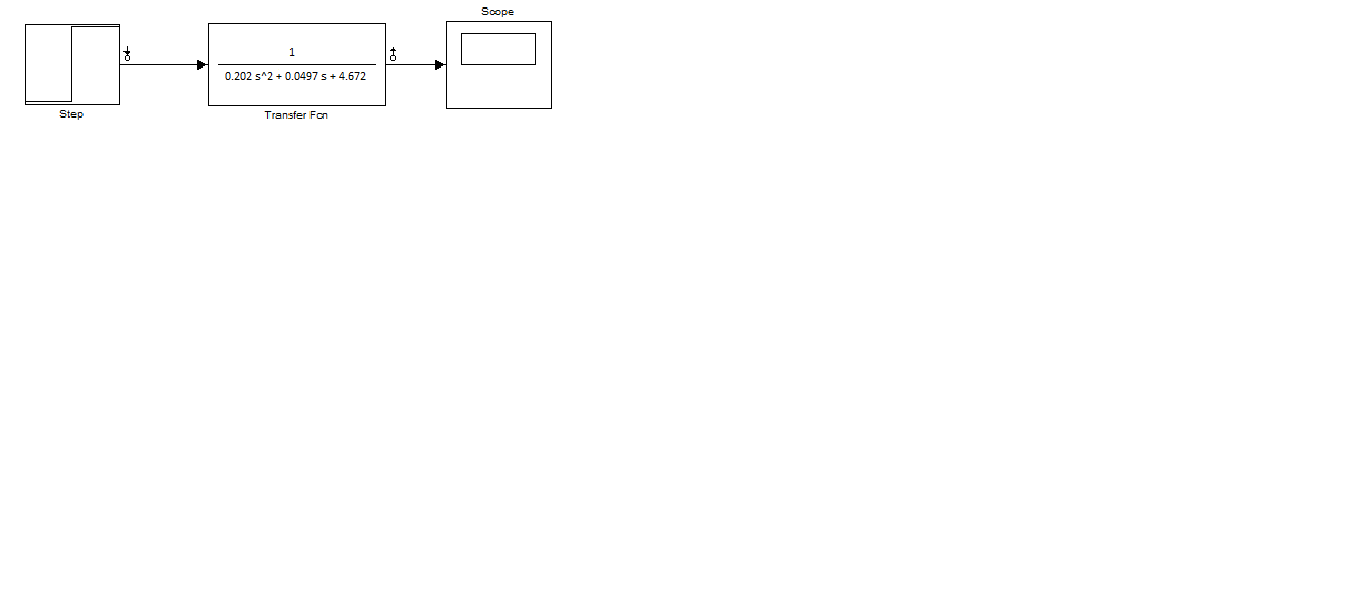 Scope
1
0.202 s^2 + 0.0497 s + 4.672
Step
Transfer Fcn